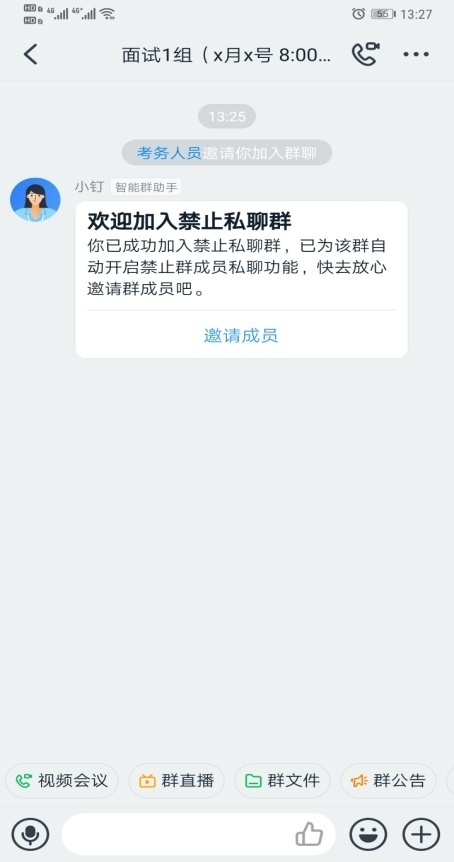 HD 4G 4G+ 55 13:27
面试1组（x月x号 8:00...
13:25
考务人员邀请你加入群聊
小钉 智能群助手
欢迎加入禁止私聊群
你已成功加入禁止私聊群，已为该群自
动开启禁止群成员私聊功能，快去放心
邀请群成员吧。
邀请成员
视频会议 群直播 群文件 群公告